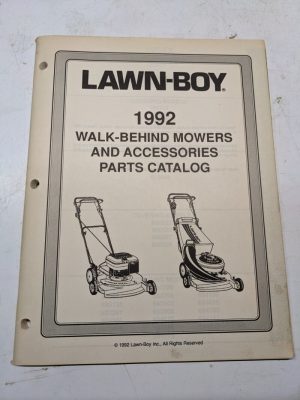 LAWN-BOY®
1992
WALK-BEHIND MOWERS
AND ACCESSORIES
PARTS CATALOG
© 1992 Lawn-Boy Inc., All Rights Reserved